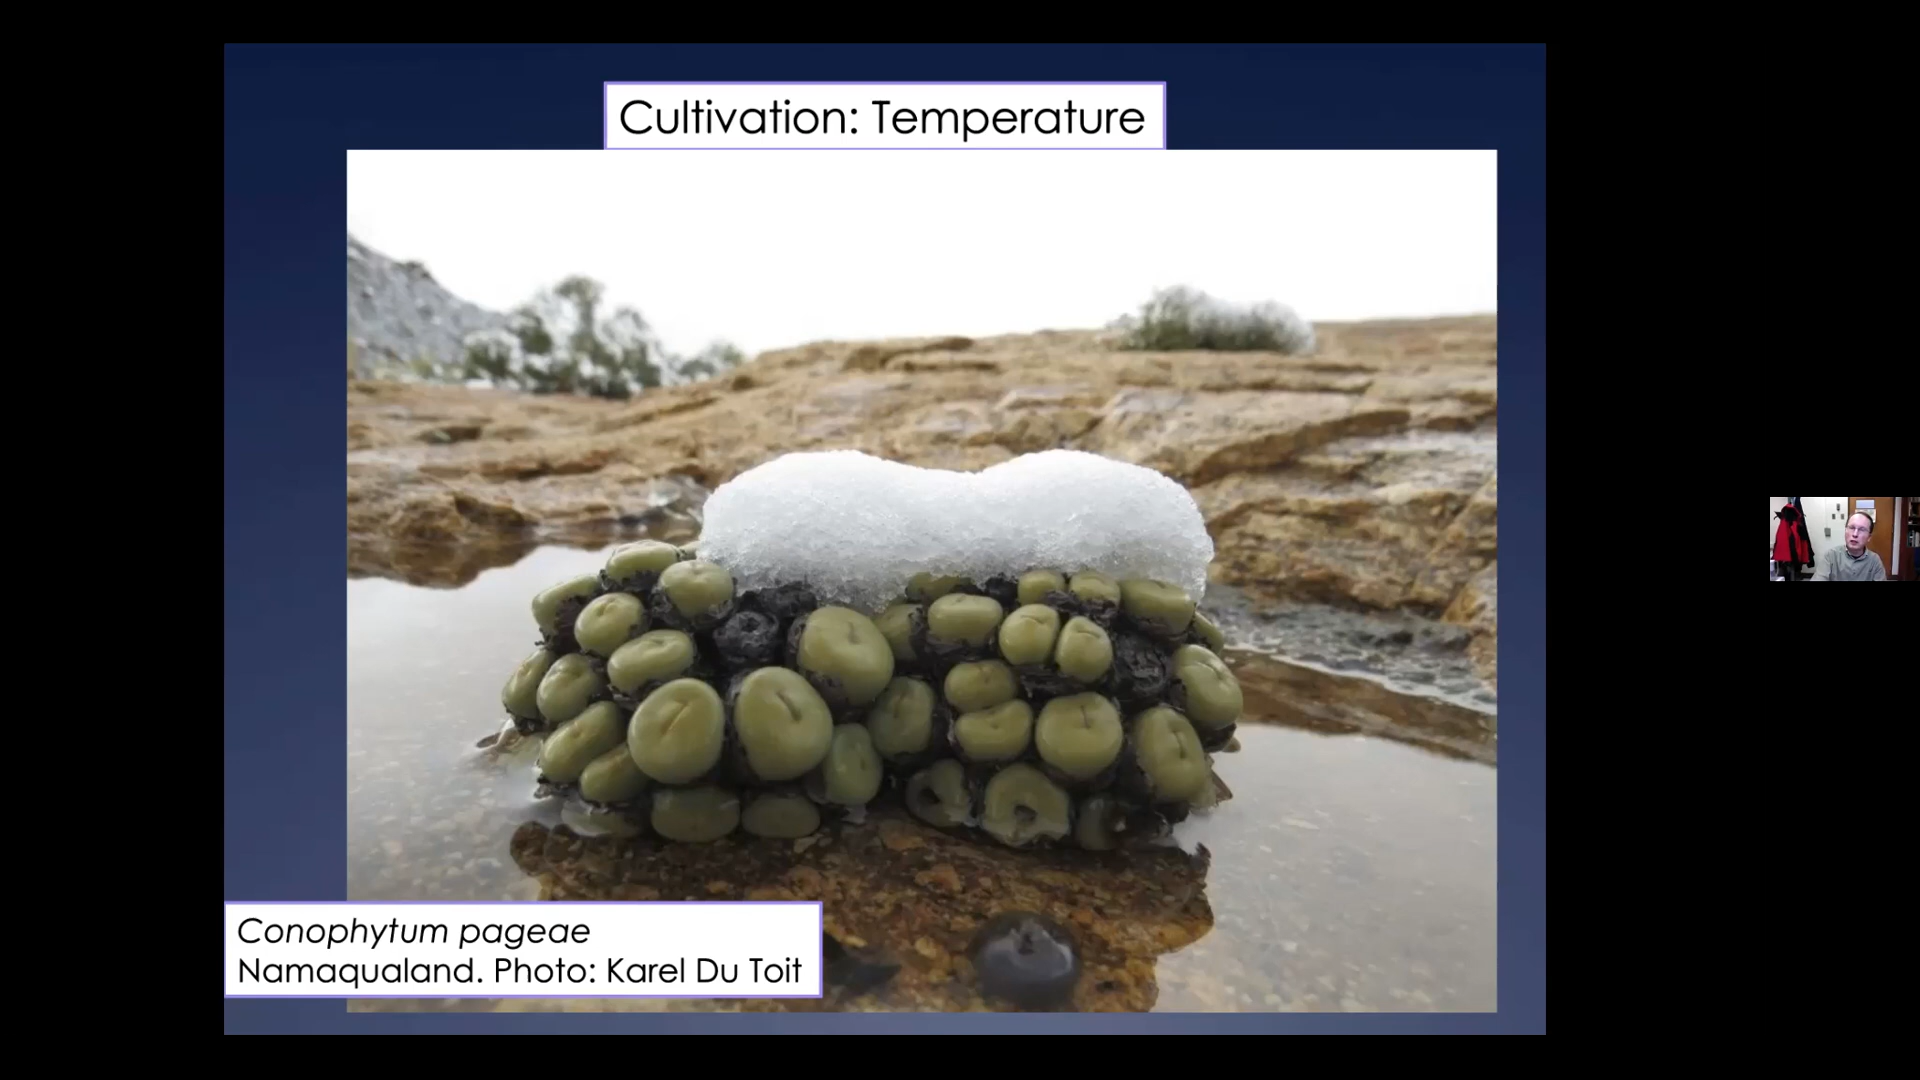 Cultivation: Temperature
Conophytum pageae
Namaqualand. Photo: Karel Du Toit